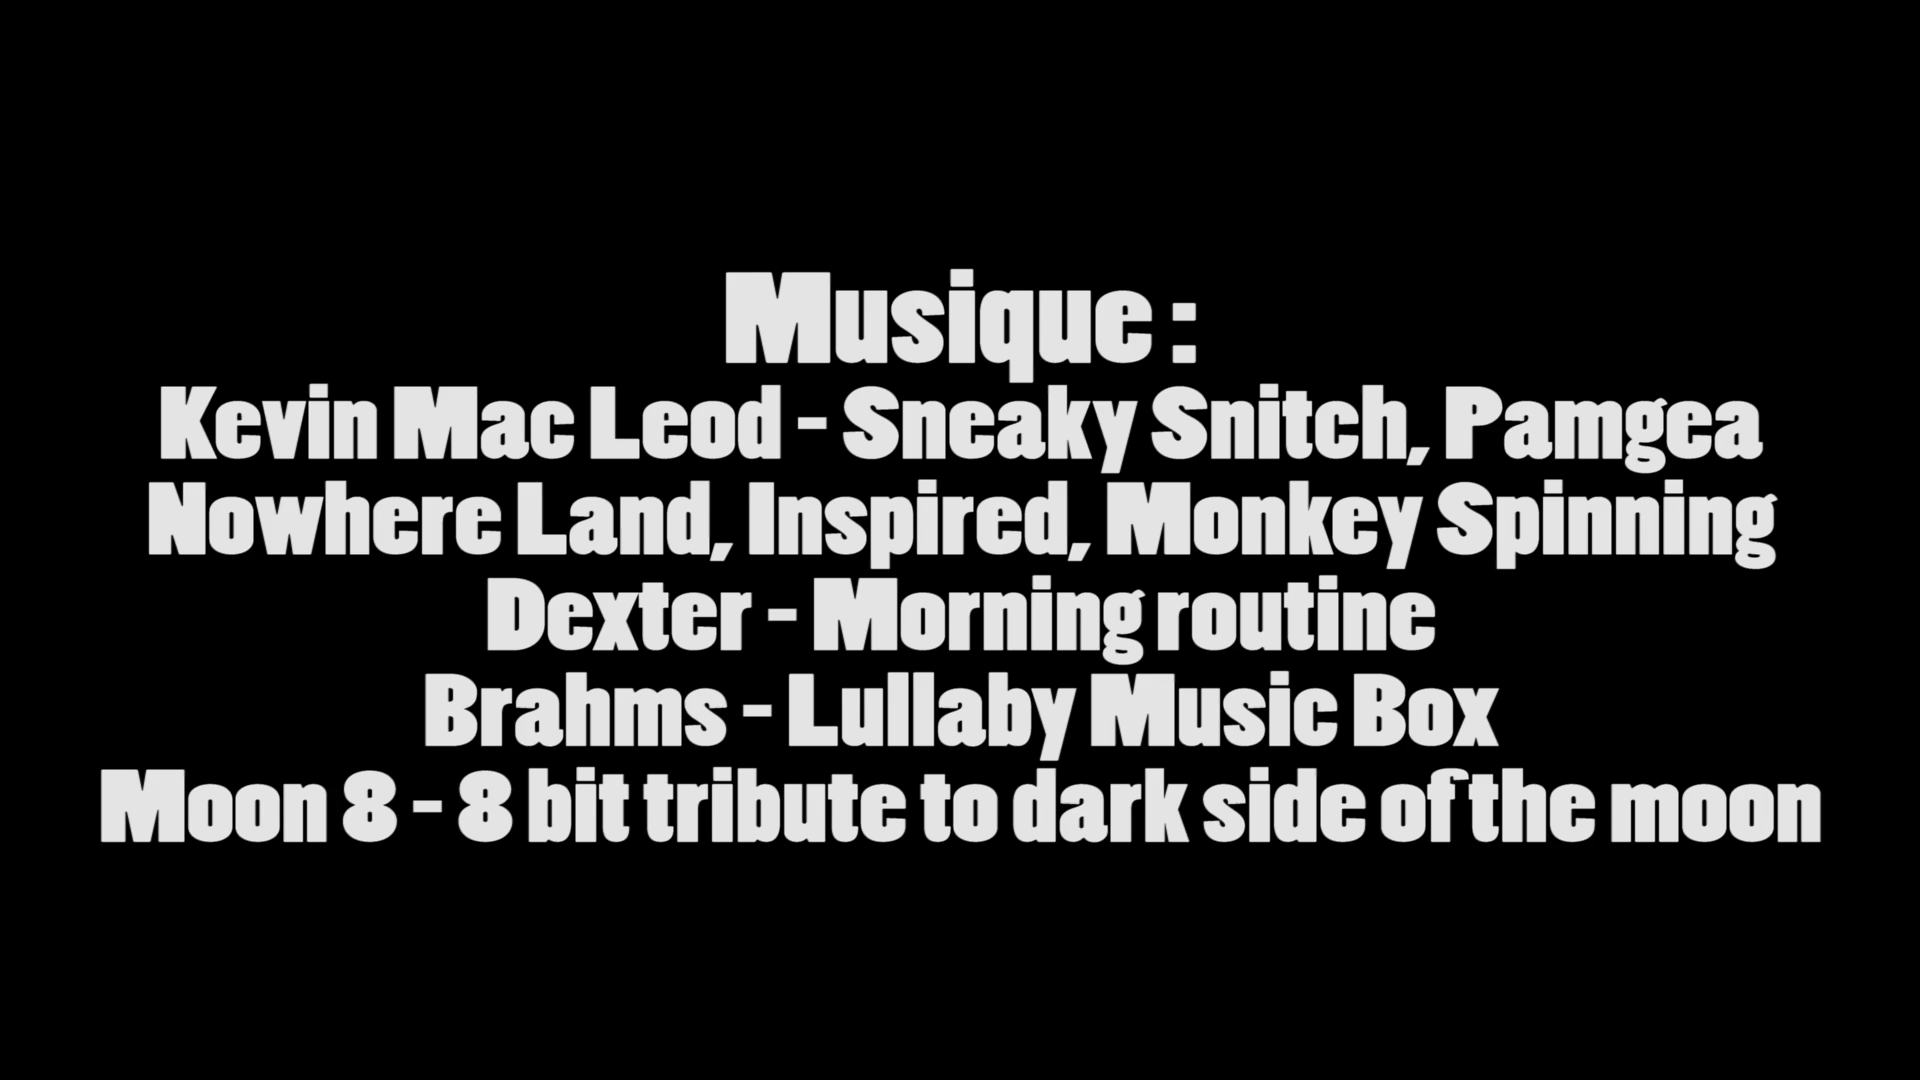 Musique :
Kevin Mac Leod - Sneaky Snitch, Pamgea
Nowhere Land, Inspired, Monkey Spinning
Dexter - Morning routine
Brahms - Lullaby Music Box
Moon 8 - 8 bit tribute to dark side of the moon